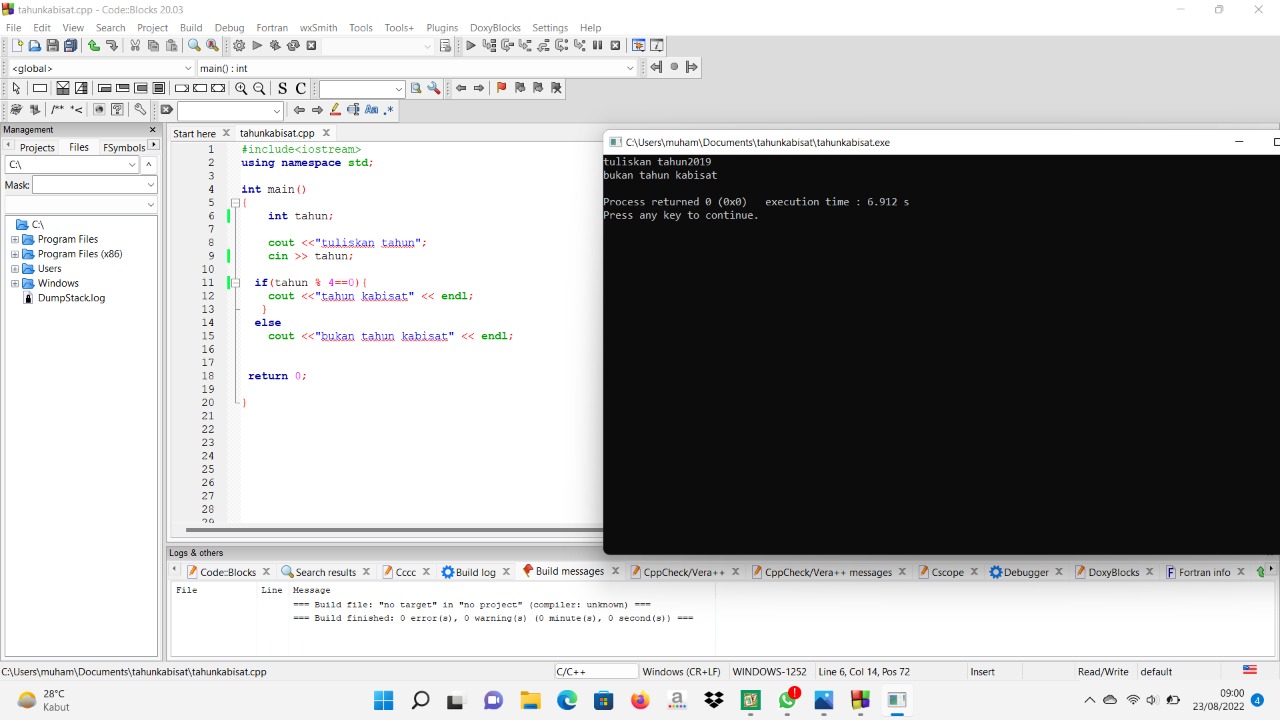 tahunkabisat.cpp - Code::Blocks 20.03
File Edit View Search Project Build Debug Fortran wxSmith Tools Tools+ Plugins DoxyBlocks Settings Help
<global> main() : int
S C
/** *< Aa .*
Management
Projects Files FSymbols
C:\
Mask:
C:\
Program Files
Program Files (x86)
Users
Windows
DumpStack.log
Start here tahunkabisat.cpp
1 #include<iostream>
2 using namespace std;
3
4 int main()
5 {
6 int tahun;
7
8 cout <<"tuliskan tahun";
9 cin >> tahun;
10
11 if(tahun % 4==0){
12 cout <<"tahun kabisat" << endl;
13 }
14 else
15 cout <<"bukan tahun kabisat" << endl;
16
17
18 return 0;
19
20 }
21
22
23
24
25
26
27
28
29
C:\Users\muham\Documents\tahunkabisat\tahunkabisat.exe
tuliskan tahun2019
bukan tahun kabisat
Process returned 0 (0x0) execution time : 6.912 s
Press any key to continue.
Logs & others
Code::Blocks Search results Cccc Build log Build messages CppCheck/Vera++ CppCheck/Vera++ messages Cscope Debugger DoxyBlocks Fortran info
File Line Message
=== Build file: "no target" in "no project" (compiler: unknown) ===
=== Build finished: 0 error(s), 0 warning(s) (0 minute(s), 0 second(s)) ===
C:\Users\muham\Documents\tahunkabisat\tahunkabisat.cpp C/C++ Windows (CR+LF) WINDOWS-1252 Line 6, Col 14, Pos 72 Insert Read/Write default
28°C
Kabut
09:00
23/08/2022
4